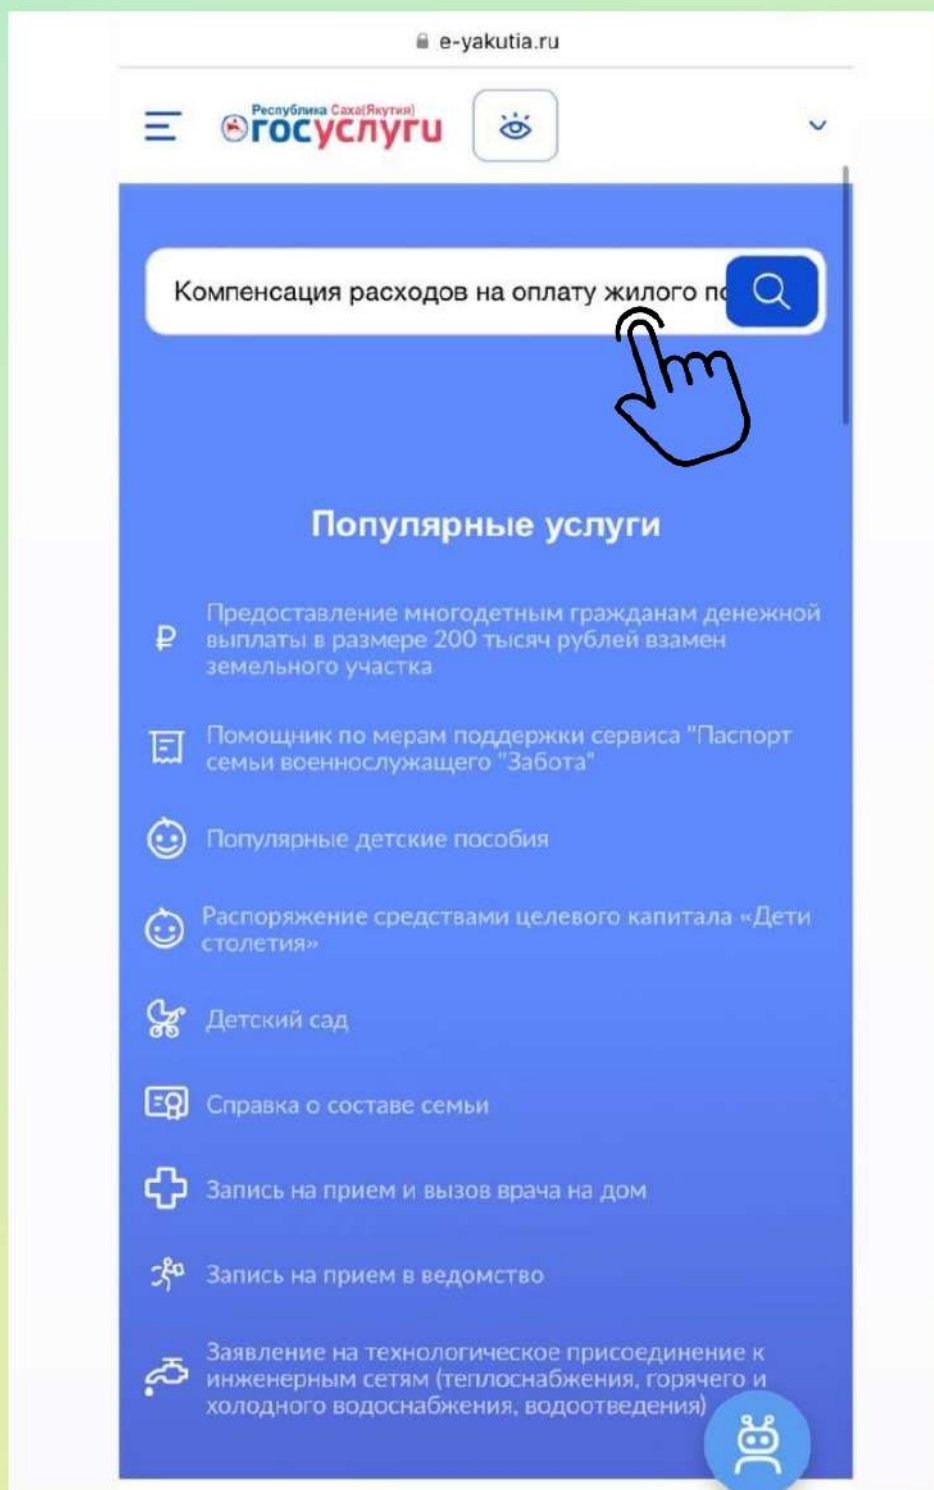 e-yakutia.ru
Республика Саха(Якутия)
госуслуги
Компенсация расходов на оплату жилого
Популярные услуги
Предоставление многодетным гражданам денежной
выплаты в размере 200 тысяч рублей взамен
земельного участка
Помощник по мерам поддержки сервиса "Паспорт
семьи военнослужащего "Забота"
Популярные детские пособия
Распоряжение средствами целевого капитала «Дети
столетия»
Детский сад
Справка о составе семьи
Запись на прием и вызов врача на дом
Запись на прием в ведомство
Заявление на технологическое присоединение к
инженерным сетям (теплоснабжения, горячего и
холодного водоснабжения, водоотведения)